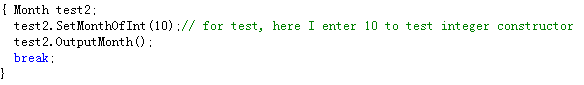 { Month test2;
test2.SetMonthOfInt(10);// for test, here I enter 10 to test integer constructor
test2.OutputMonth();
break;
}